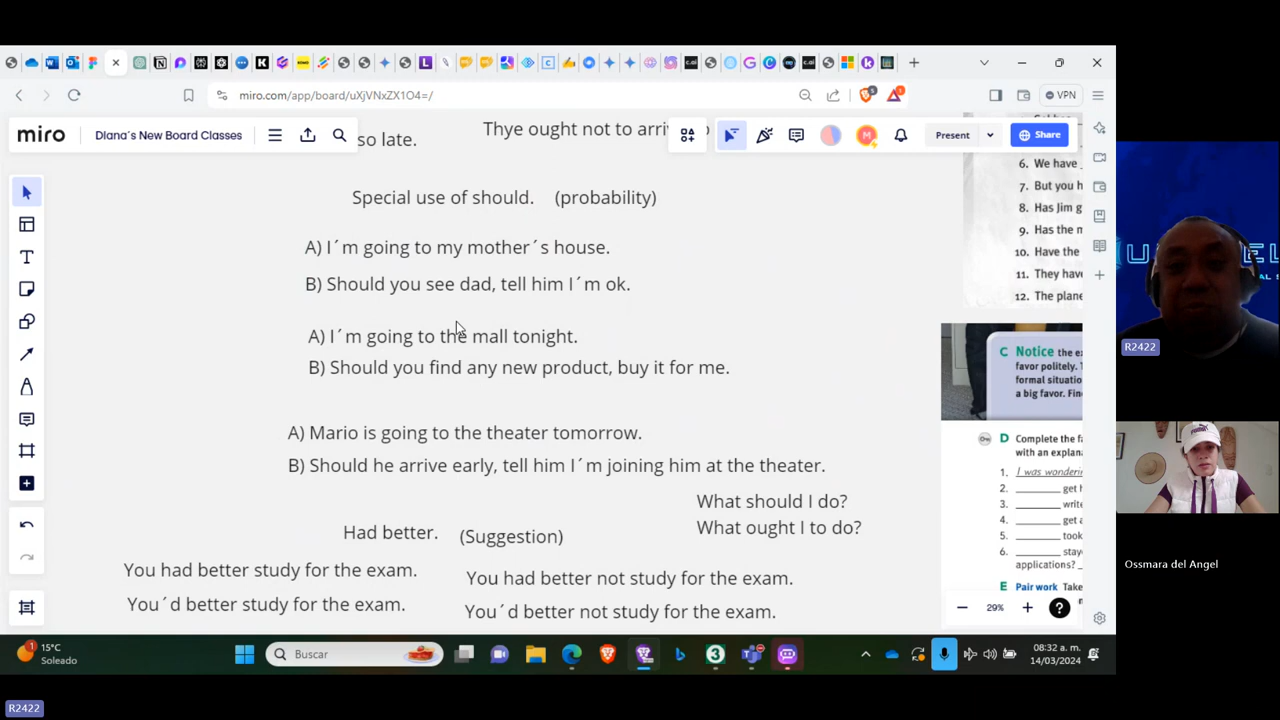 miro.com/app/board/uXjVNxZX1O4=/
VPN
miro
DIana's New Board Classes
Present
Share
so late.
Thye ought not to arri
Special use of should. (probability)
A) I´m going to my mother´s house.
B) Should you see dad, tell him I´m ok.
A) I´m going to the mall tonight.
B) Should you find any new product, buy it for me.
A) Mario is going to the theater tomorrow.
B) Should he arrive early, tell him I´m joining him at the theater.
What should I do?
What ought I to do?
Had better. (Suggestion)
You had better study for the exam.
You had better not study for the exam.
You´d better study for the exam.
You´d better not study for the exam.
6. We have
7. But you h
8. Has Jim g
9. Has the m
10. Have the
11. They have
12. The plane
C Notice the ex
favor politely. T
formal situatio
a big favor. Fin
D Complete the fa
with an explana
1. I was wonderi
2. get h
3. write
4. get a
5. took
6. stay
applications?
E Pair work Take
29%
15°C
Soleado
Buscar
08:32 a. m.
14/03/2024
R2422
Ossmara del Angel
R2422